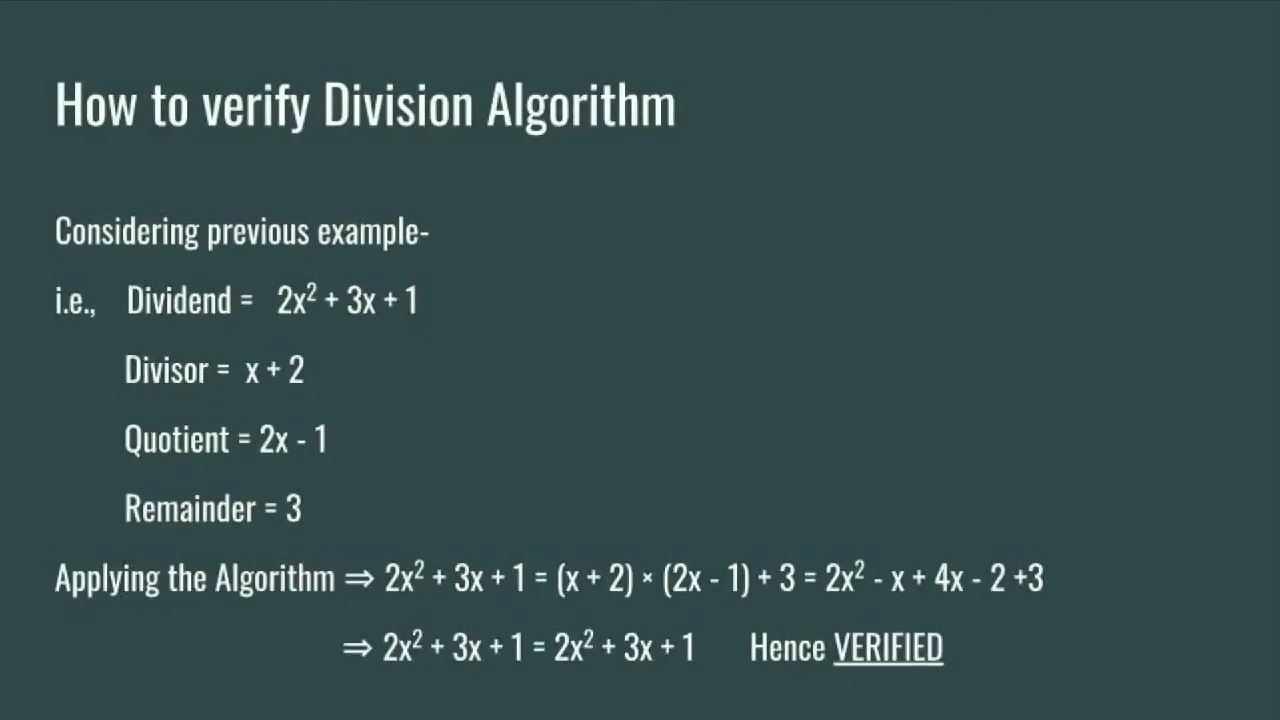 How to verify Division Algorithm
Considering previous example-
i.e., Dividend = 2x² + 3x + 1
Divisor = x + 2
Quotient = 2x - 1
Remainder = 3
Applying the Algorithm ⇒ 2x² + 3x + 1 = (x + 2) × (2x - 1) + 3 = 2x² - x + 4x - 2 +3
⇒ 2x² + 3x + 1 = 2x² + 3x + 1 Hence VERIFIED